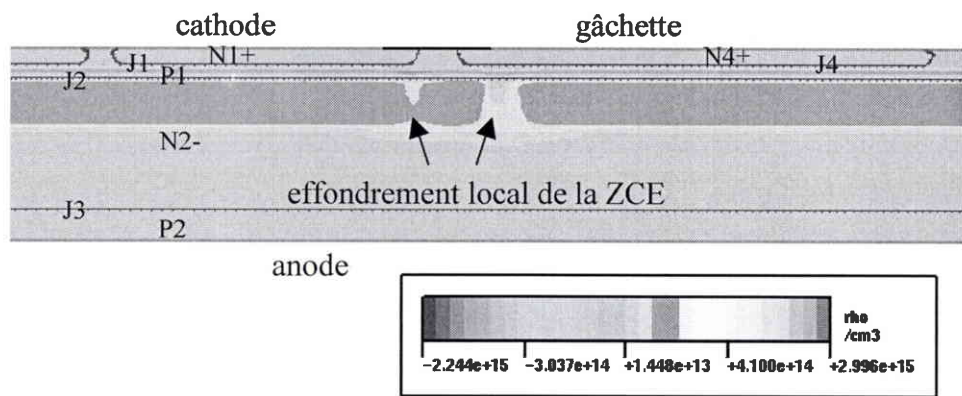 cathode gâchette
N1+ N4+
J1 J4
J2 P1
N2-
effondrement local de la ZCE
J3
P2
anode
rho
/cm3
−2.244e+15 −3.037e+14 +1.448e+13 +4.100e+14 +2.996e+15